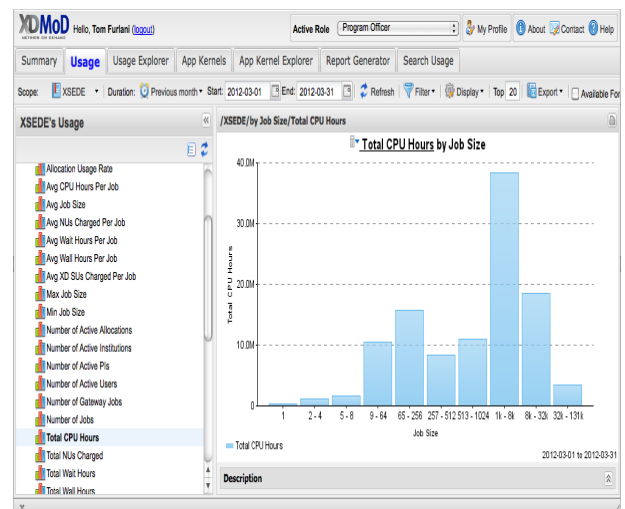 XDMoD Hello, Tom Furlani (logout) Active Role Program Officer My Profile About Contact Help
METRICS ON DEMAND
Summary Usage Usage Explorer App Kernels App Kernel Explorer Report Generator Search Usage
Scope: XSEDE Duration: Previous month Start: 2012-03-01 End: 2012-03-31 Refresh Filter Display Top 20 Export Available For
XSEDE's Usage
Allocation Usage Rate
Avg CPU Hours Per Job
Avg Job Size
Avg NUs Charged Per Job
Avg Wait Hours Per Job
Avg Wall Hours Per Job
Avg XD SUs Charged Per Job
Max Job Size
Min Job Size
Number of Active Allocations
Number of Active Institutions
Number of Active PIs
Number of Active Users
Number of Gateway Jobs
Number of Jobs
Total CPU Hours
Total NUs Charged
Total Wait Hours
Total Wall Hours
/XSEDE/by Job Size/Total CPU Hours
Total CPU Hours by Job Size
40.0M
30.0M
20.0M
10.0M
0
Total CPU Hours
1 2 - 4 5 - 8 9 - 64 65 - 256 257 - 512 513 - 1024 1k - 8k 8k - 32k 32k - 131k
Job Size
Total CPU Hours
2012-03-01 to 2012-03-31
Description